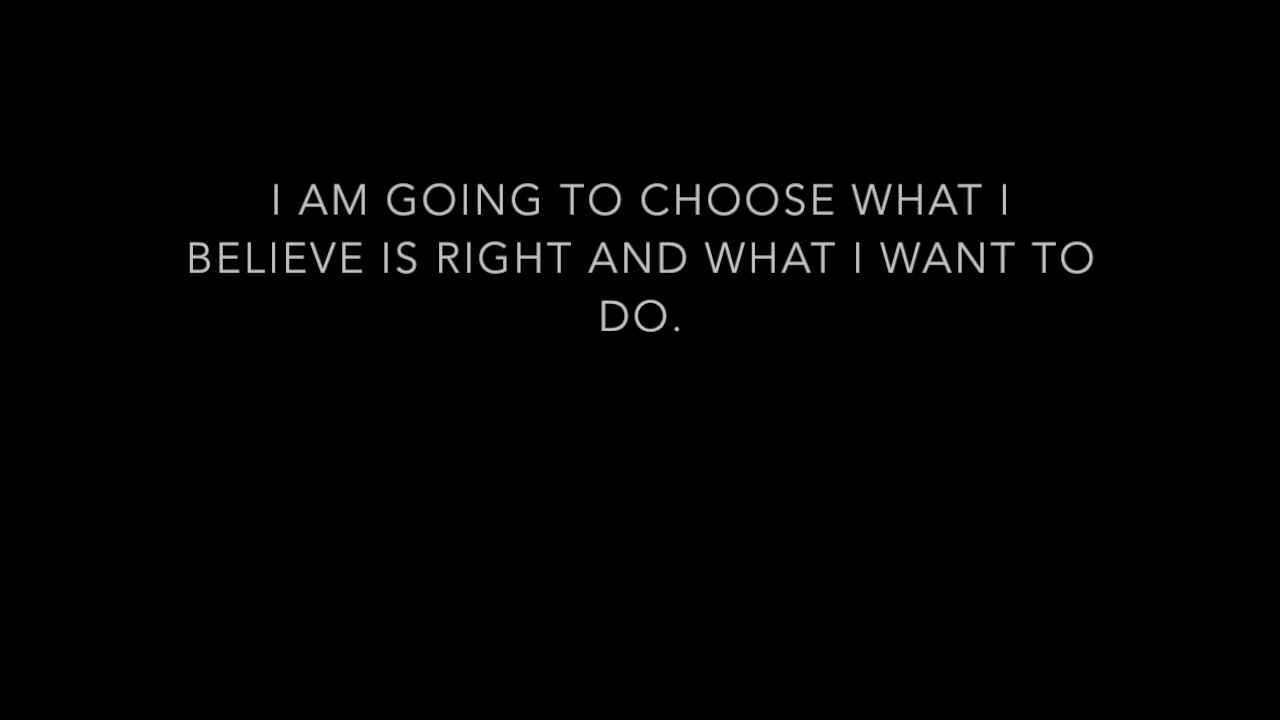 I AM GOING TO CHOOSE WHAT I
BELIEVE IS RIGHT AND WHAT I WANT TO
DO.